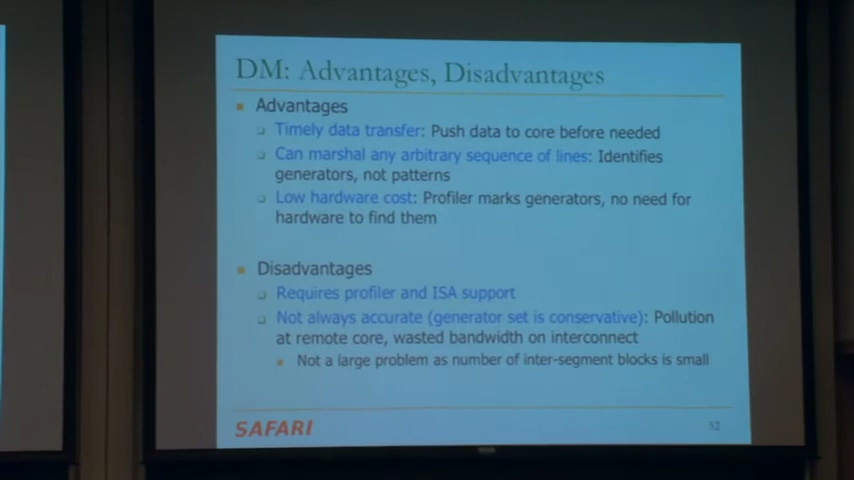 DM: Advantages, Disadvantages
Advantages
Timely data transfer: Push data to core before needed
Can marshal any arbitrary sequence of lines: Identifies
generators, not patterns
Low hardware cost: Profiler marks generators, no need for
hardware to find them
Disadvantages
Requires profiler and ISA support
Not always accurate (generator set is conservative): Pollution
at remote core, wasted bandwidth on interconnect
Not a large problem as number of inter-segment blocks is small
SAFARI
52